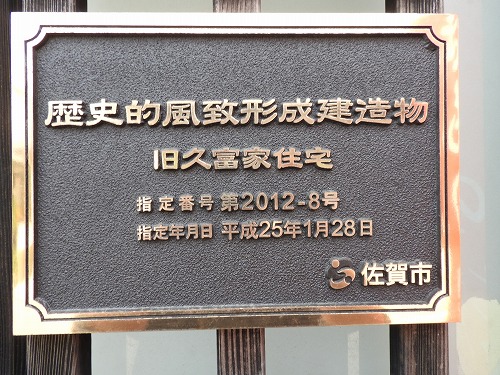 歴史的風致形成建造物
旧久富家住宅
指定番号 第2012-8号
指定年月日 平成25年1月28日
佐賀市